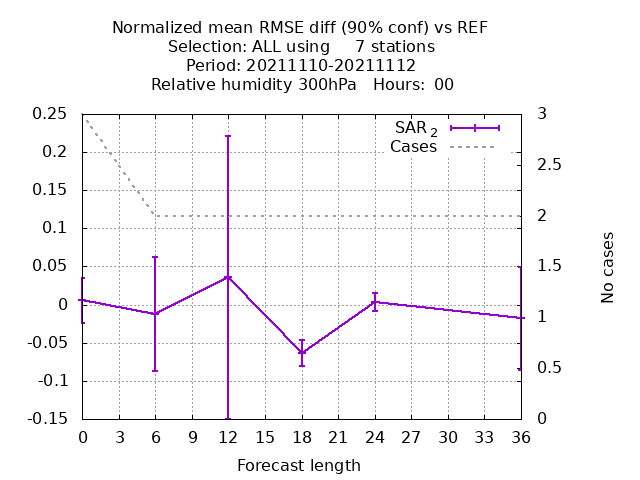 Normalized mean RMSE diff (90% conf) vs REF
Selection: ALL using 7 stations
Period: 20211110-20211112
Relative humidity 300hPa Hours: 00
SAR 2
Cases
0.25
0.2
0.15
0.1
0.05
0
-0.05
-0.1
-0.15
3
2.5
2
1.5
1
0.5
0
No cases
0 3 6 9 12 15 18 21 24 27 30 33 36
Forecast length